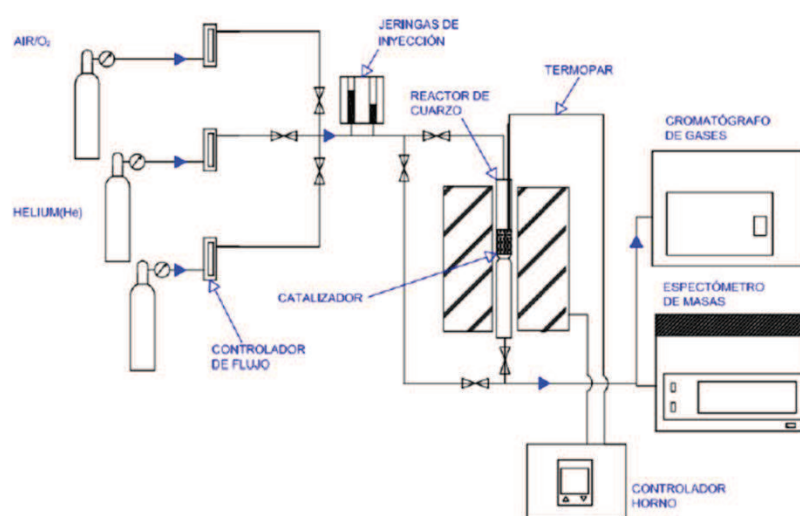 AIR/O₂
JERINGAS DE
INYECCIÓN
TERMOPAR
REACTOR DE
CUARZO
CROMATÓGRAFO
DE GASES
HELIUM(He)
CATALIZADOR
ESPECTÓMETRO
DE MASAS
CONTROLADOR
DE FLUJO
CONTROLADOR
HORNO